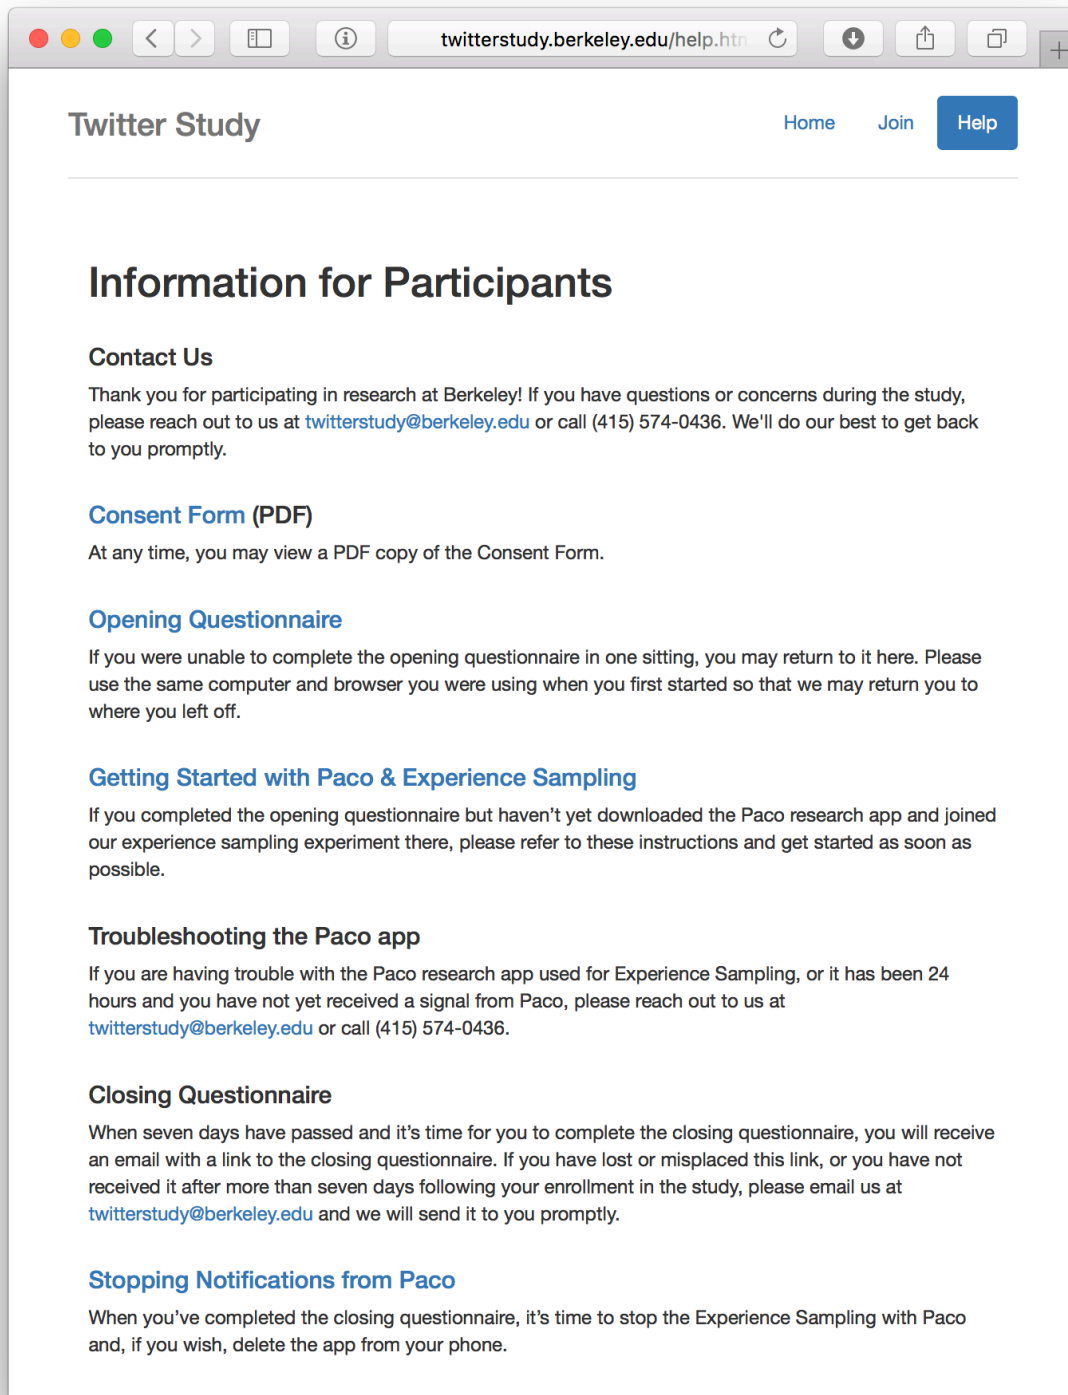 twitterstudy.berkeley.edu/help.htm
Twitter Study
Home
Join
Help
Information for Participants
Contact Us
Thank you for participating in research at Berkeley! If you have questions or concerns during the study,
please reach out to us at twitterstudy@berkeley.edu or call (415) 574-0436. We'll do our best to get back
to you promptly.
Consent Form (PDF)
At any time, you may view a PDF copy of the Consent Form.
Opening Questionnaire
If you were unable to complete the opening questionnaire in one sitting, you may return to it here. Please
use the same computer and browser you were using when you first started so that we may return you to
where you left off.
Getting Started with Paco & Experience Sampling
If you completed the opening questionnaire but haven’t yet downloaded the Paco research app and joined
our experience sampling experiment there, please refer to these instructions and get started as soon as
possible.
Troubleshooting the Paco app
If you are having trouble with the Paco research app used for Experience Sampling, or it has been 24
hours and you have not yet received a signal from Paco, please reach out to us at
twitterstudy@berkeley.edu or call (415) 574-0436.
Closing Questionnaire
When seven days have passed and it’s time for you to complete the closing questionnaire, you will receive
an email with a link to the closing questionnaire. If you have lost or misplaced this link, or you have not
received it after more than seven days following your enrollment in the study, please email us at
twitterstudy@berkeley.edu and we will send it to you promptly.
Stopping Notifications from Paco
When you’ve completed the closing questionnaire, it’s time to stop the Experience Sampling with Paco
and, if you wish, delete the app from your phone.